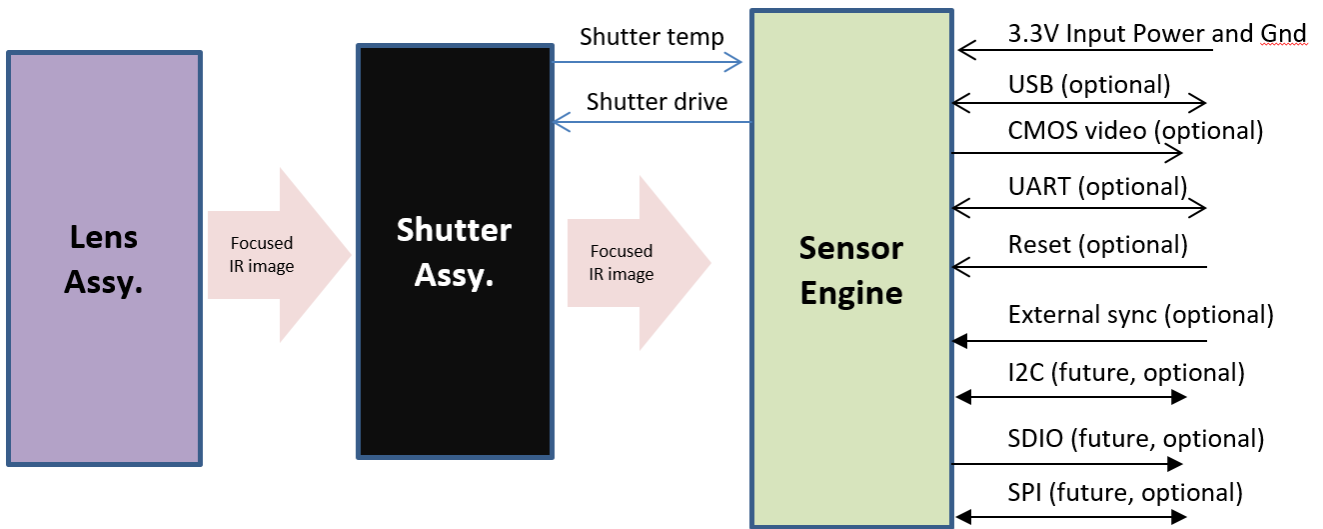 Lens
Assy.
Focused
IR image
Shutter
Assy.
Shutter temp
Shutter drive
Focused
IR image
Sensor
Engine
3.3V Input Power and Gnd
USB (optional)
CMOS video (optional)
UART (optional)
Reset (optional)
External sync (optional)
I2C (future, optional)
SDIO (future, optional)
SPI (future, optional)